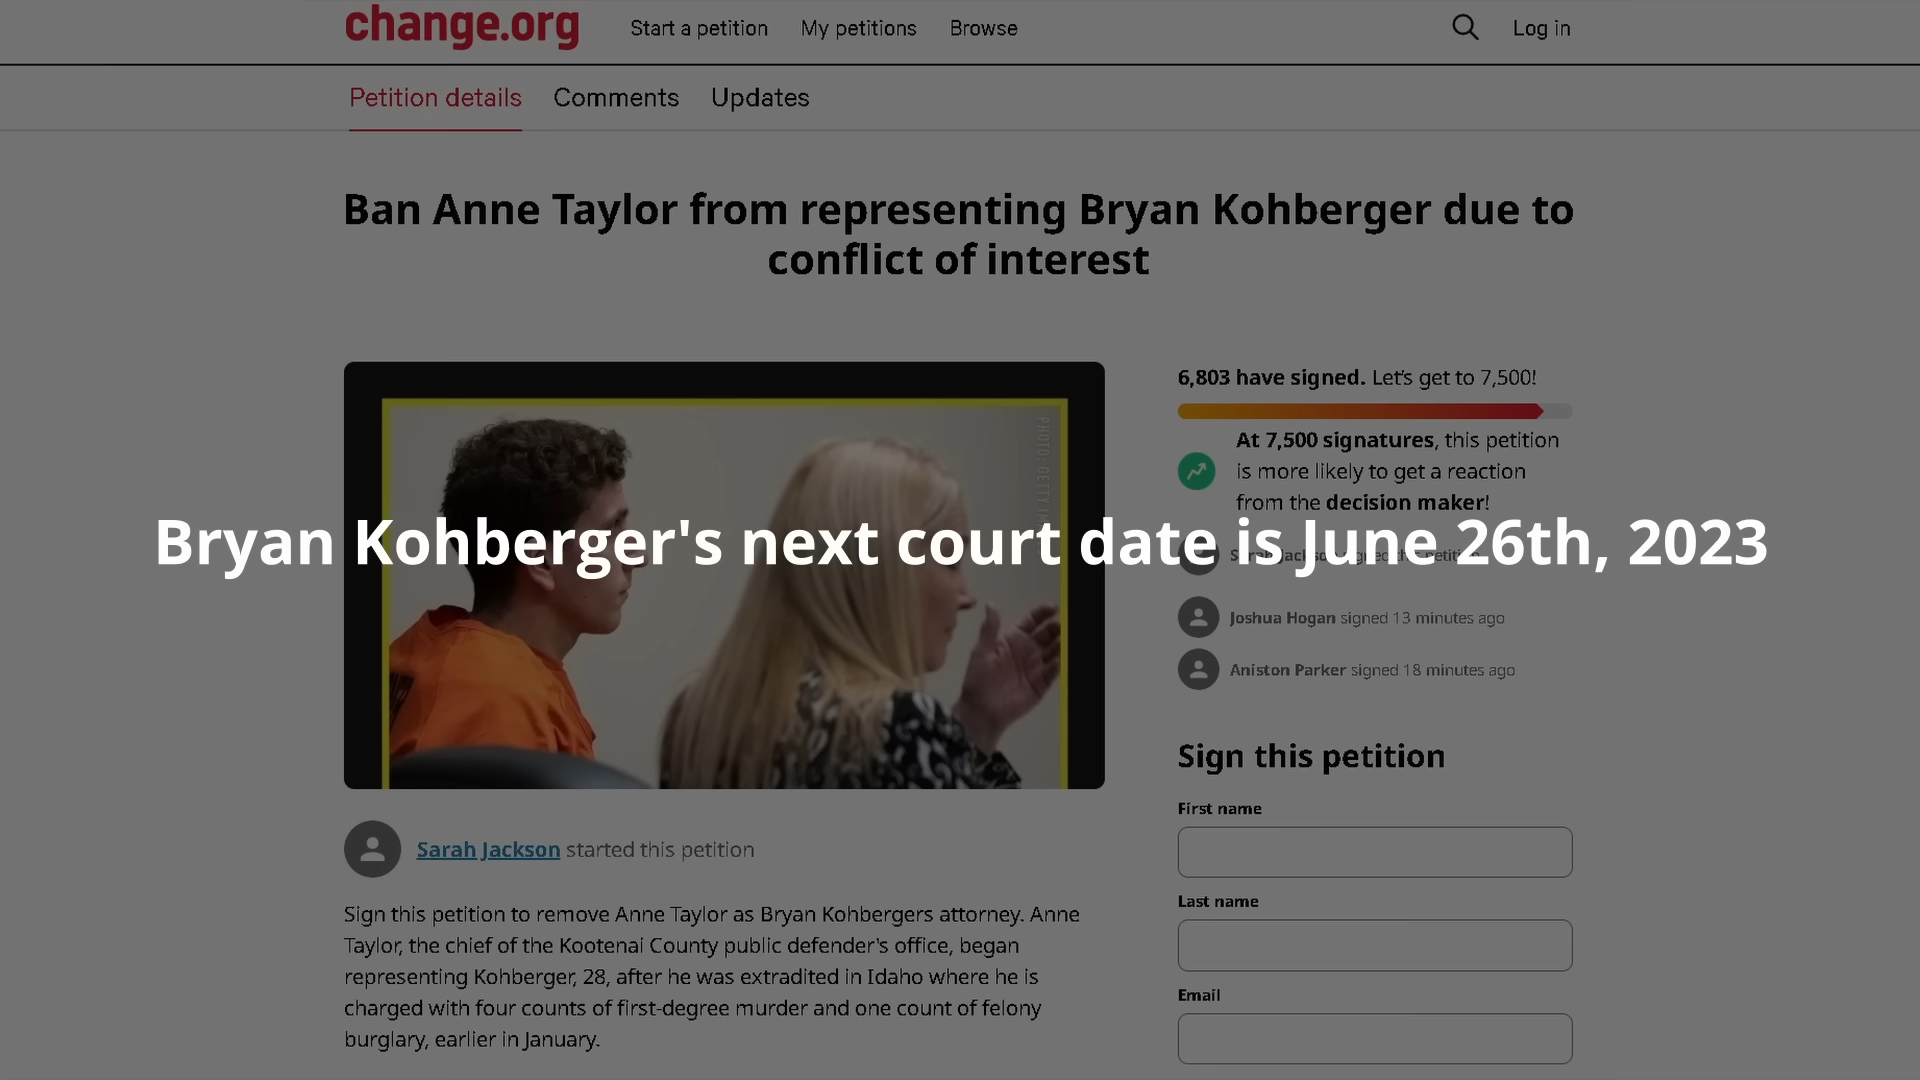 change.org
Start a petition
My petitions
Browse
Log in
Petition details
Comments
Updates
Ban Anne Taylor from representing Bryan Kohberger due to
conflict of interest
PHOTO: GETTY
6,803 have signed. Let's get to 7,500!
At 7,500 signatures, this petition
is more likely to get a reaction
from the decision maker!
Bryan Kohberger's next court date is June 26th, 2023
Joshua Hogan signed 13 minutes ago
Aniston Parker signed 18 minutes ago
Sarah Jackson started this petition
Sign this petition to remove Anne Taylor as Bryan Kohbergers attorney. Anne
Taylor, the chief of the Kootenai County public defender's office, began
representing Kohberger, 28, after he was extradited in Idaho where he is
charged with four counts of first-degree murder and one count of felony
burglary, earlier in January.
Sign this petition
First name
Last name
Email